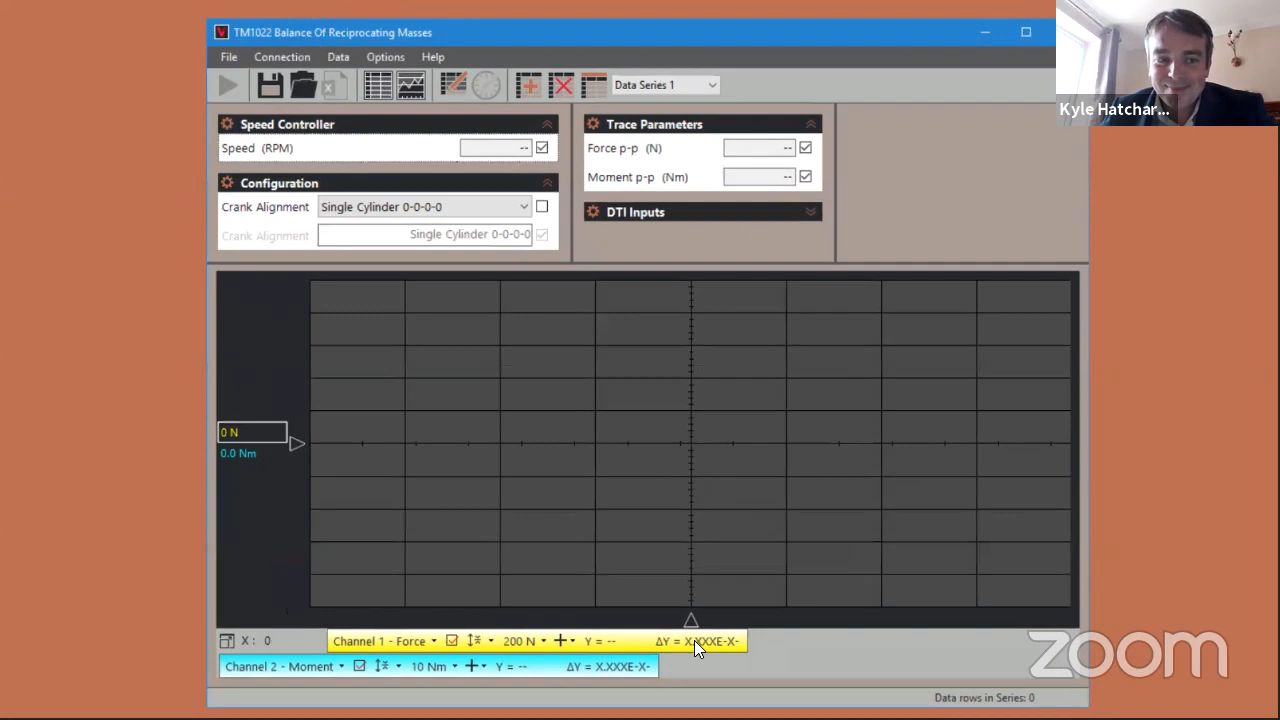 TM1022 Balance Of Reciprocating Masses
File Connection Data Options Help
Data Series 1
Speed Controller
Speed (RPM) --
Configuration
Crank Alignment Single Cylinder 0-0-0-0
Crank Alignment Single Cylinder 0-0-0-0
Trace Parameters
Force p-p (N) --
Moment p-p (Nm) --
DTI Inputs
Kyle Hatchar...
0 N
0.0 Nm
X: 0 Channel 1 - Force 200 N Y = -- ΔY = X.XXXE-X-
Channel 2 - Moment 10 Nm Y = -- ΔY = X.XXXE-X-
Data rows in Series: 0
zoom